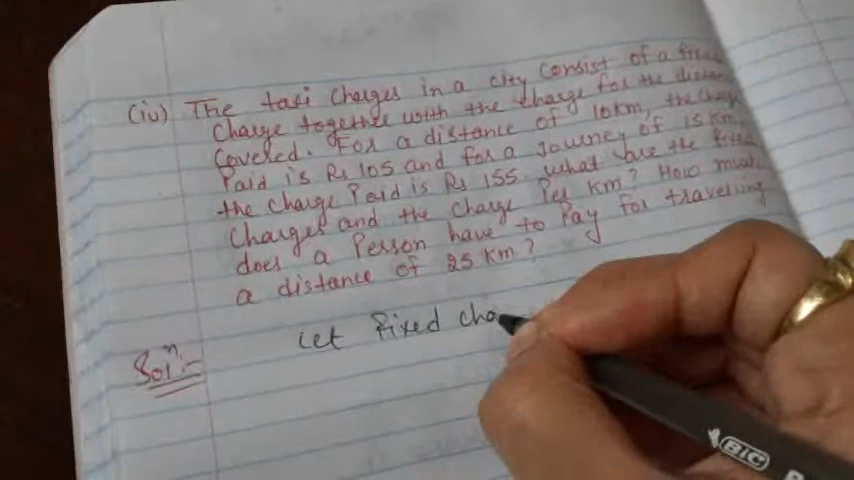 (iv) The taxi charges in a city consist of a fixed
Charge together with the charge for the distance
Covered. For a distance of 10km, the charge
Paid is Rs 105 and for a Journey of 15 km,
the charge Paid is Rs 155. what are the fixed
Charges and the charge Per km? How much
does a Person have to Pay for travelling
a distance of 25 km?
Solⁿ:- Let fixed cha
BIC